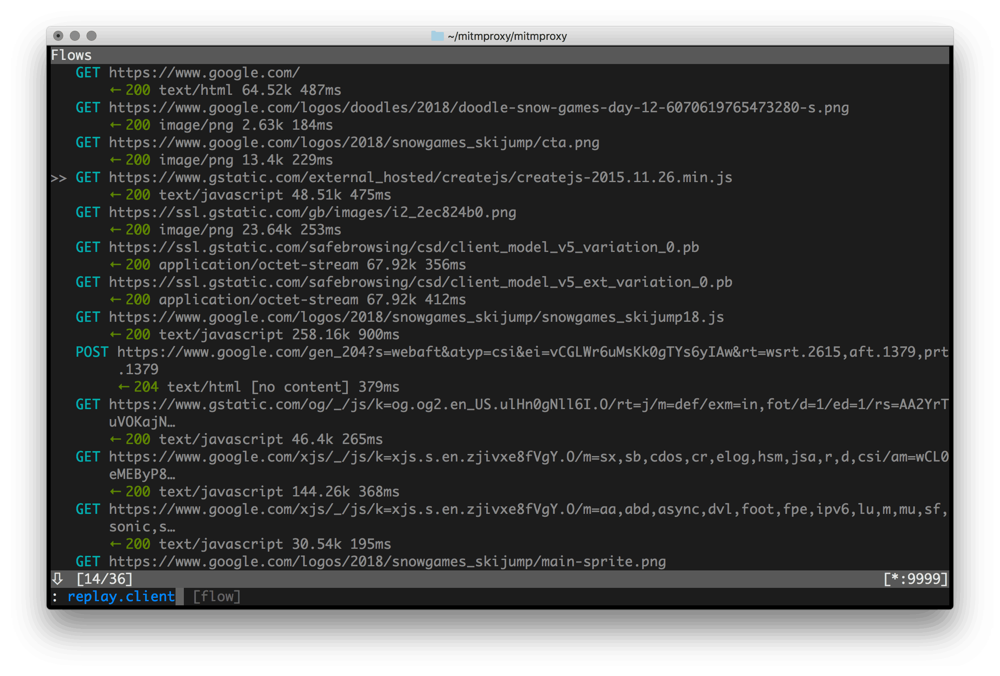 ~/mitmproxy/mitmproxy
Flows
GET https://www.google.com/
← 200 text/html 64.52k 487ms
GET https://www.google.com/logos/doodles/2018/doodle-snow-games-day-12-6070619765473280-s.png
← 200 image/png 2.63k 184ms
GET https://www.google.com/logos/2018/snowgames_skijump/cta.png
← 200 image/png 13.4k 229ms
>> GET https://www.gstatic.com/external_hosted/createjs/createjs-2015.11.26.min.js
← 200 text/javascript 48.51k 475ms
GET https://ssl.gstatic.com/gb/images/i2_2ec824b0.png
← 200 image/png 23.64k 253ms
GET https://ssl.gstatic.com/safebrowsing/csd/client_model_v5_variation_0.pb
← 200 application/octet-stream 67.92k 356ms
GET https://ssl.gstatic.com/safebrowsing/csd/client_model_v5_ext_variation_0.pb
← 200 application/octet-stream 67.92k 412ms
GET https://www.google.com/logos/2018/snowgames_skijump/snowgames_skijump18.js
← 200 text/javascript 258.16k 900ms
POST https://www.google.com/gen_204?s=webaft&atyp=csi&ei=vCGLWr6uMsKk0gTYs6yIAw&rt=wsrt.2615,aft.1379,prt
.1379
← 204 text/html [no content] 379ms
GET https://www.gstatic.com/og/_/js/k=og.og2.en_US.ulHn0gNll6I.O/rt=j/m=def/exm=in,fot/d=1/ed=1/rs=AA2YrT
uVOKajN…
← 200 text/javascript 46.4k 265ms
GET https://www.google.com/xjs/_/js/k=xjs.s.en.zjivxe8fVgY.O/m=sx,sb,cdos,cr,elog,hsm,jsa,r,d,csi/am=wCL0
eMEByP8…
← 200 text/javascript 144.26k 368ms
GET https://www.google.com/xjs/_/js/k=xjs.s.en.zjivxe8fVgY.O/m=aa,abd,async,dvl,foot,fpe,ipv6,lu,m,mu,sf,
sonic,s…
← 200 text/javascript 30.54k 195ms
GET https://www.google.com/logos/2018/snowgames_skijump/main-sprite.png
⇩ [14/36] [*:9999]
: replay.client [flow]